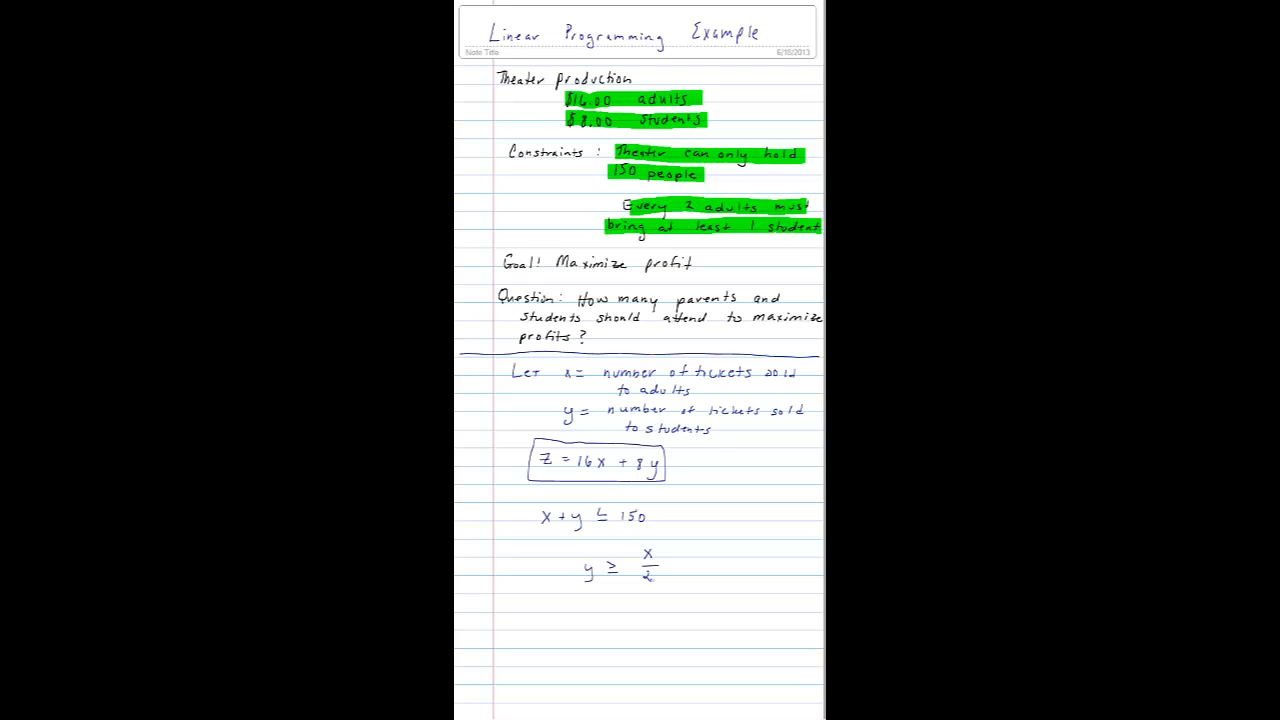 Linear Programming Example
Note Title
6/18/2013
Theater production
$16.00 adults
$8.00 students
Constraints : Theater can only hold
150 people
Every 2 adults must
bring at least 1 student
Goal! Maximize profit
Question: How many parents and
students should attend to maximize
profits?
Let x = number of tickets sold
to adults
y = number of tickets sold
to students
Z = 16x + 8y
x + y ≤ 150
y ≥ x/2